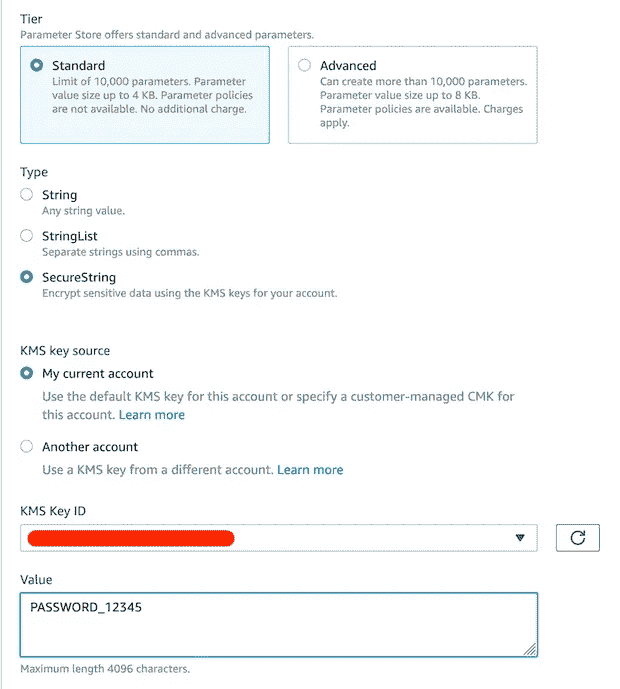 Tier
Parameter Store offers standard and advanced parameters.
Standard
Limit of 10,000 parameters. Parameter
value size up to 4 KB. Parameter policies
are not available. No additional charge.
Advanced
Can create more than 10,000 parameters.
Parameter value size up to 8 KB.
Parameter policies are available. Charges
apply.
Type
String
Any string value.
StringList
Separate strings using commas.
SecureString
Encrypt sensitive data using the KMS keys for your account.
KMS key source
My current account
Use the default KMS key for this account or specify a customer-managed CMK for
this account. Learn more
Another account
Use a KMS key from a different account. Learn more
KMS Key ID
Value
PASSWORD_12345
Maximum length 4096 characters.